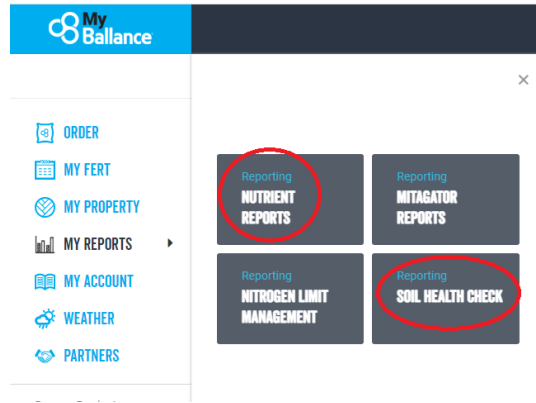 My
Ballance
×
ORDER
MY FERT
MY PROPERTY
MY REPORTS
MY ACCOUNT
WEATHER
PARTNERS
Reporting
NUTRIENT
REPORTS
Reporting
MITAGATOR
REPORTS
Reporting
NITROGEN LIMIT
MANAGEMENT
Reporting
SOIL HEALTH CHECK